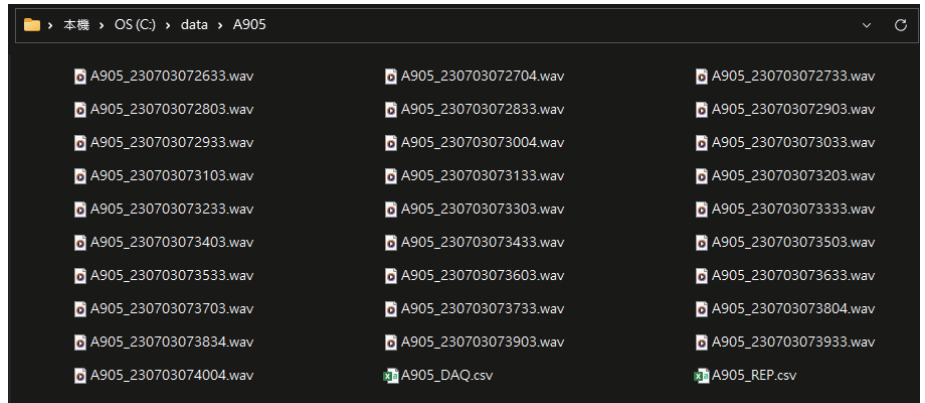 本機 › OS (C:) › data › A905
A905_230703072633.wav A905_230703072704.wav A905_230703072733.wav
A905_230703072803.wav A905_230703072833.wav A905_230703072903.wav
A905_230703072933.wav A905_230703073004.wav A905_230703073033.wav
A905_230703073103.wav A905_230703073133.wav A905_230703073203.wav
A905_230703073233.wav A905_230703073303.wav A905_230703073333.wav
A905_230703073403.wav A905_230703073433.wav A905_230703073503.wav
A905_230703073533.wav A905_230703073603.wav A905_230703073633.wav
A905_230703073703.wav A905_230703073733.wav A905_230703073804.wav
A905_230703073834.wav A905_230703073903.wav A905_230703073933.wav
A905_230703074004.wav A905_DAQ.csv A905_REP.csv